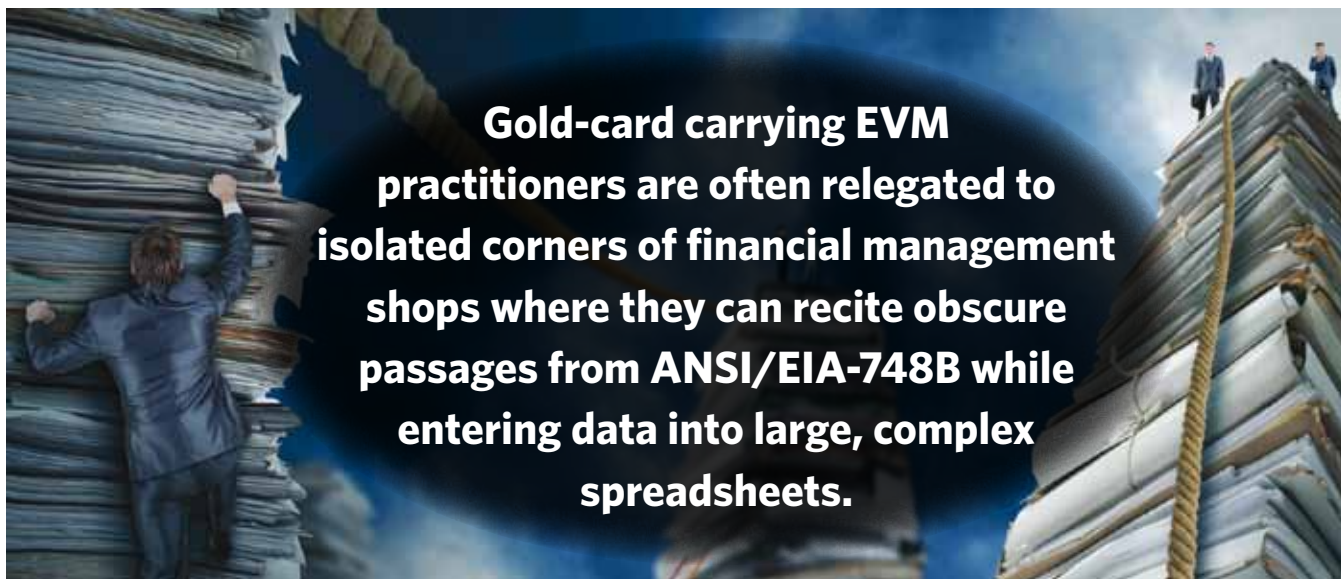 Gold-card carrying EVM
practitioners are often relegated to
isolated corners of financial management
shops where they can recite obscure
passages from ANSI/EIA-748B while
entering data into large, complex
spreadsheets.